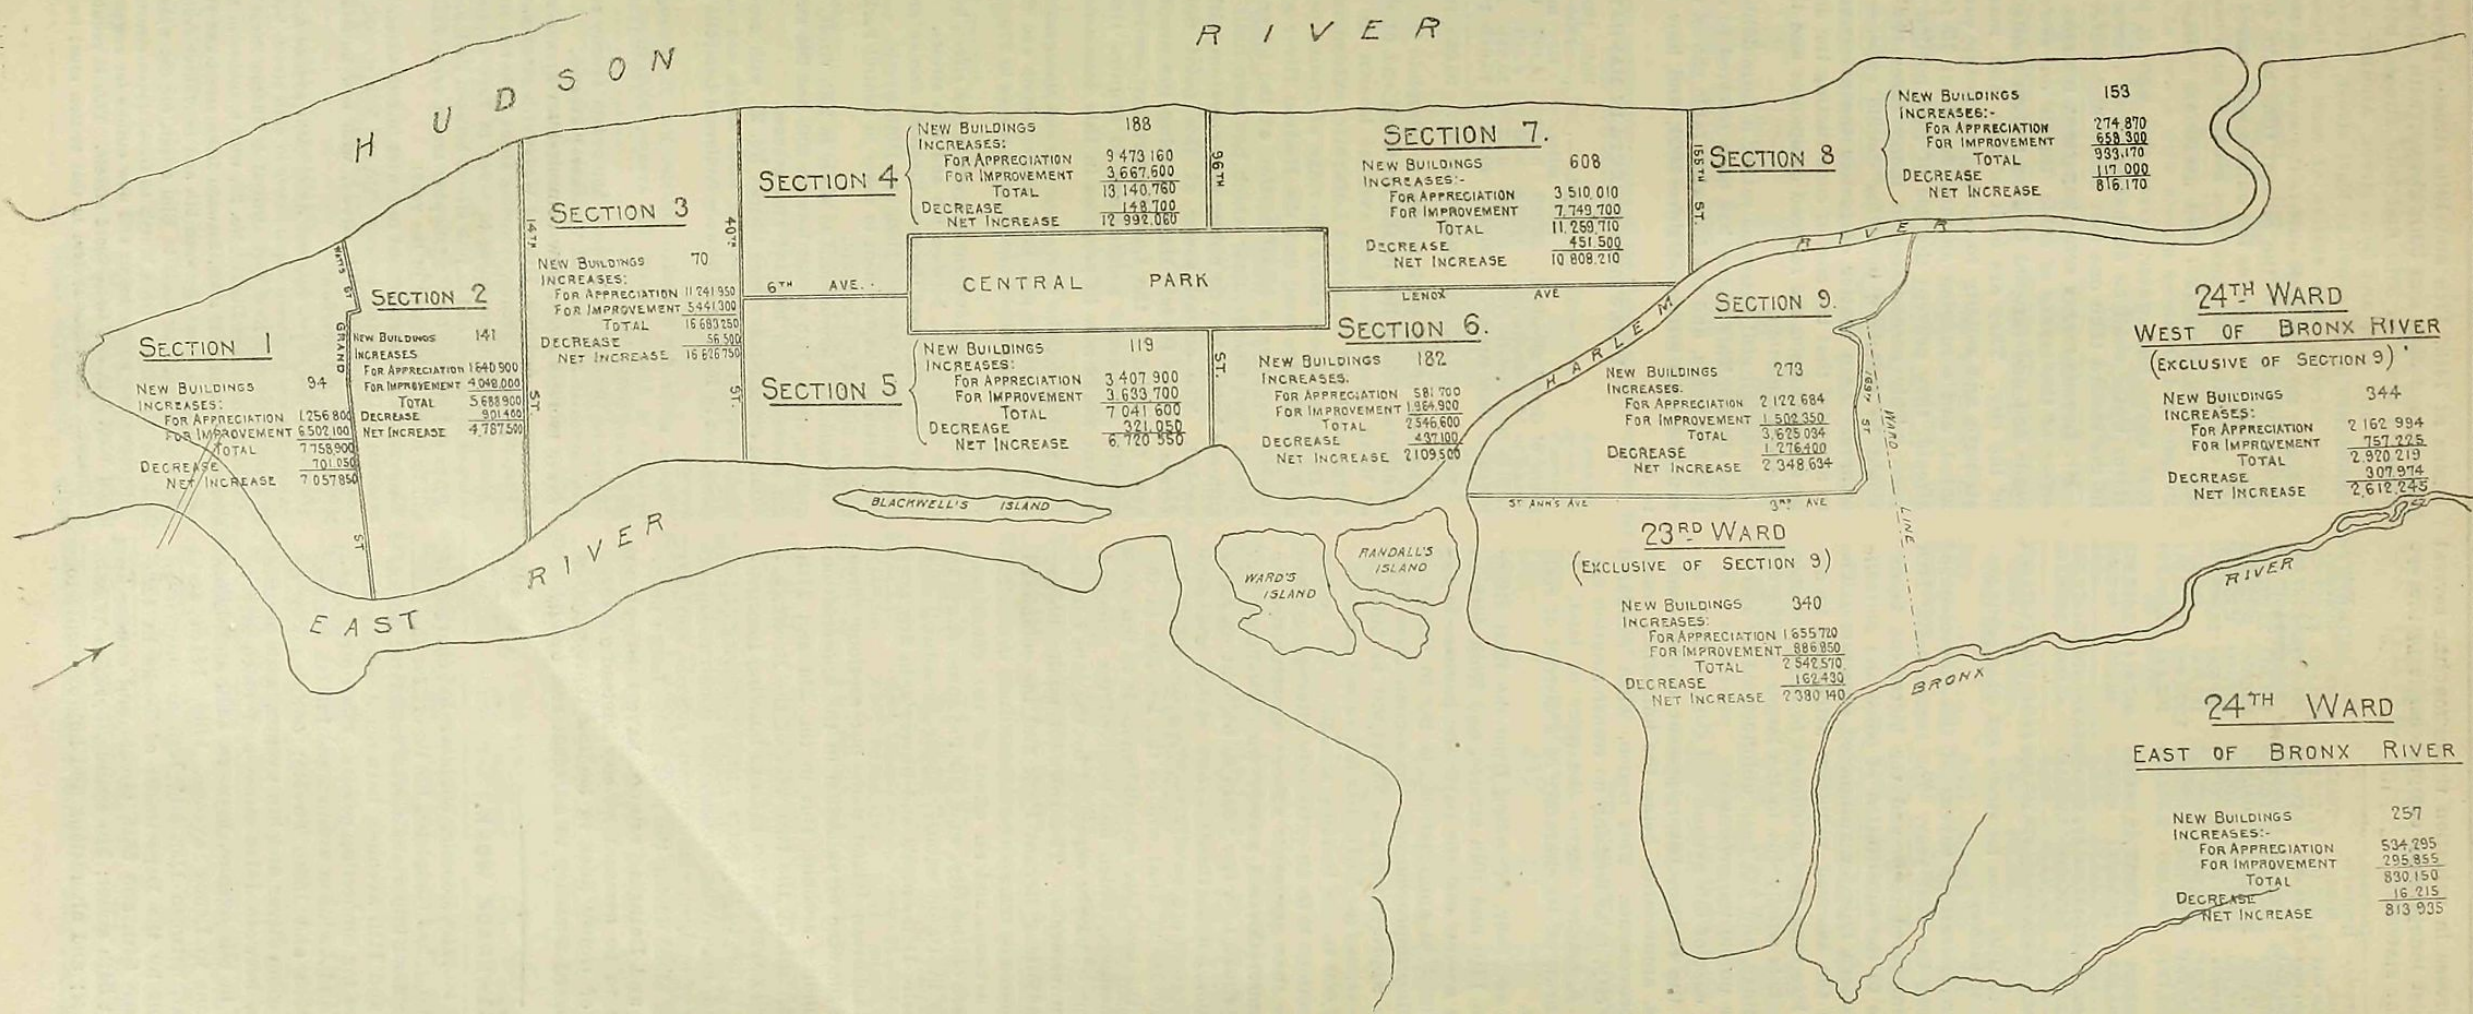 HUDSON RIVER
SECTION 1
NEW BUILDINGS 94
INCREASES:
FOR APPRECIATION 1,256 800
FOR IMPROVEMENT 6 502 100
TOTAL 7 758,900
DECREASE 701 050
NET INCREASE 7 057 850
WATTS ST
GRAND
ST
SECTION 2
NEW BUILDINGS 141
INCREASES
FOR APPRECIATION 1 640 900
FOR IMPROVEMENT 4 048,000
TOTAL 5 688 900
DECREASE 901 400
NET INCREASE 4,787 500
14TH
ST.
SECTION 3
NEW BUILDINGS 70
INCREASES:
FOR APPRECIATION 11 241 950
FOR IMPROVEMENT 5 441 300
TOTAL 16 683 250
DECREASE 56 500
NET INCREASE 16 626 750
40TH
ST.
SECTION 4
NEW BUILDINGS 188
INCREASES:
FOR APPRECIATION 9 473 160
FOR IMPROVEMENT 3,667,600
TOTAL 13 140,760
DECREASE 148 700
NET INCREASE 12 992.060
6TH AVE.
CENTRAL PARK
SECTION 5
NEW BUILDINGS 119
INCREASES:
FOR APPRECIATION 3 407 900
FOR IMPROVEMENT 3,633,700
TOTAL 7 041 600
DECREASE 321 050
NET INCREASE 6,720 550
96TH
ST.
SECTION 7.
NEW BUILDINGS 608
INCREASES:-
FOR APPRECIATION 3 510 010
FOR IMPROVEMENT 7,749 700
TOTAL 11, 259,710
DECREASE 451 500
NET INCREASE 10 808,210
LENOX AVE
SECTION 6.
NEW BUILDINGS 182
INCREASES.
FOR APPRECIATION 581 700
FOR IMPROVEMENT 1,964,900
TOTAL 2 546,600
DECREASE 437,100
NET INCREASE 2 109,500
155TH
ST.
SECTION 8
NEW BUILDINGS 153
INCREASES:-
FOR APPRECIATION 274,870
FOR IMPROVEMENT 658 300
TOTAL 933,170
DECREASE 117 000
NET INCREASE 816.170
HARLEM RIVER
SECTION 9.
NEW BUILDINGS 273
INCREASES.
FOR APPRECIATION 2 122 684
FOR IMPROVEMENT 1 502 350
TOTAL 3,625 034
DECREASE 1 276 400
NET INCREASE 2 348 634
169TH ST
WARD LINE
ST ANN'S AVE 3RD AVE
23RD WARD
(EXCLUSIVE OF SECTION 9)
NEW BUILDINGS 340
INCREASES:
FOR APPRECIATION 1 655 720
FOR IMPROVEMENT 886 850
TOTAL 2 542,570
DECREASE 162 430
NET INCREASE 2 380 140
24TH WARD
WEST OF BRONX RIVER
(EXCLUSIVE OF SECTION 9)
NEW BUILDINGS 344
INCREASES:
FOR APPRECIATION 2 162 994
FOR IMPROVEMENT 757 225
TOTAL 2.920 219
DECREASE 307,974
NET INCREASE 2,612,245
BRONX RIVER
24TH WARD
EAST OF BRONX RIVER
NEW BUILDINGS 257
INCREASES:-
FOR APPRECIATION 534,295
FOR IMPROVEMENT 295,855
TOTAL 830,150
DECREASE 16 215
NET INCREASE 813 935
EAST RIVER
BLACKWELL'S ISLAND
WARD'S
ISLAND
RANDALL'S
ISLAND